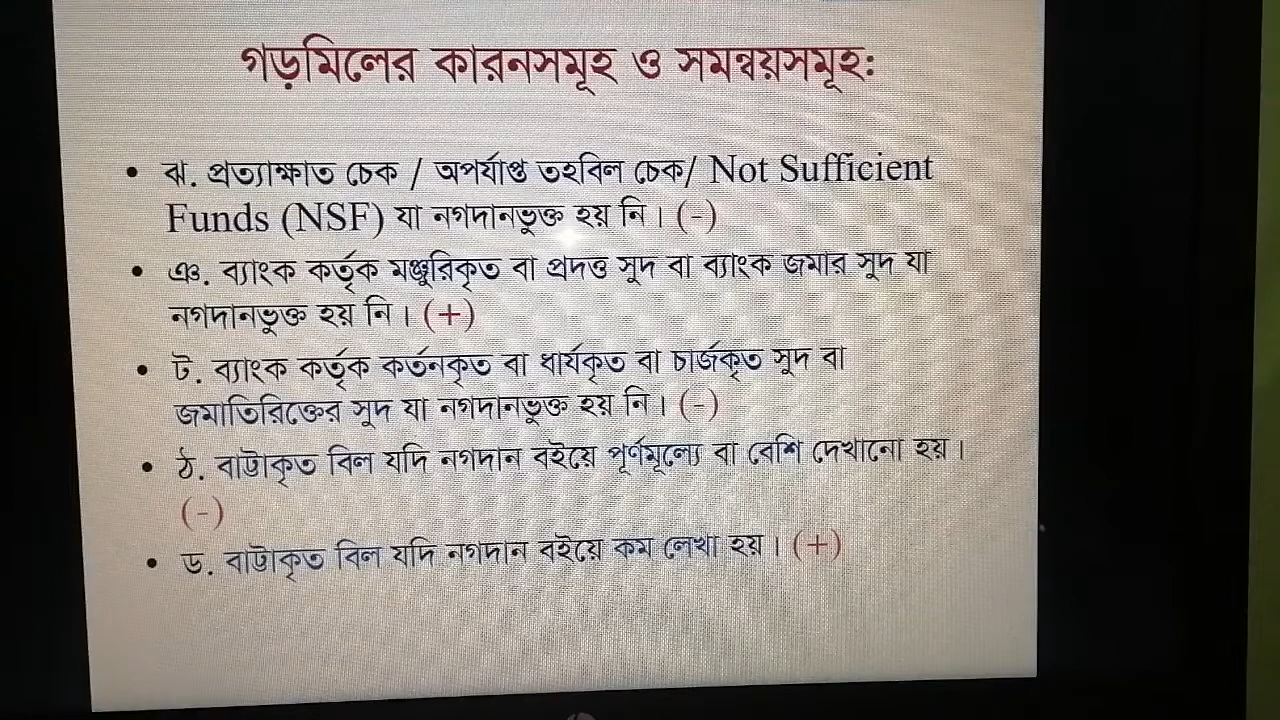 গড়মিলের কারনসমূহ ও সমন্বয়সমূহঃ
• ঝ. প্রত্যাক্ষাত চেক / অপর্যাপ্ত তহবিল চেক/ Not Sufficient
Funds (NSF) যা নগদানভূক্ত হয় নি। (-)
• ঞ. ব্যাংক কর্তৃক মঞ্জুরিকৃত বা প্রদত্ত সূদ বা ব্যাংক জমার সূদ যা
নগদানভূক্ত হয় নি। (+)
• ট. ব্যাংক কর্তৃক কর্তনকৃত বা ধার্যকৃত বা চার্জকৃত সূদ বা
জমাতিরিক্তের সূদ যা নগদানভূক্ত হয় নি। (-)
• ঠ. বাট্টাকৃত বিল যদি নগদান বইয়ে পূর্ণমূল্যে বা বেশি দেখানো হয়।
(-)
• ড. বাট্টাকৃত বিল যদি নগদান বইয়ে কম লেখা হয়। (+)